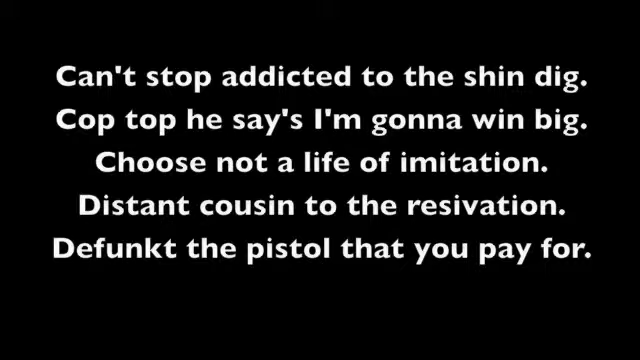 Can't stop addicted to the shin dig.
Cop top he say's I'm gonna win big.
Choose not a life of imitation.
Distant cousin to the resivation.
Defunkt the pistol that you pay for.